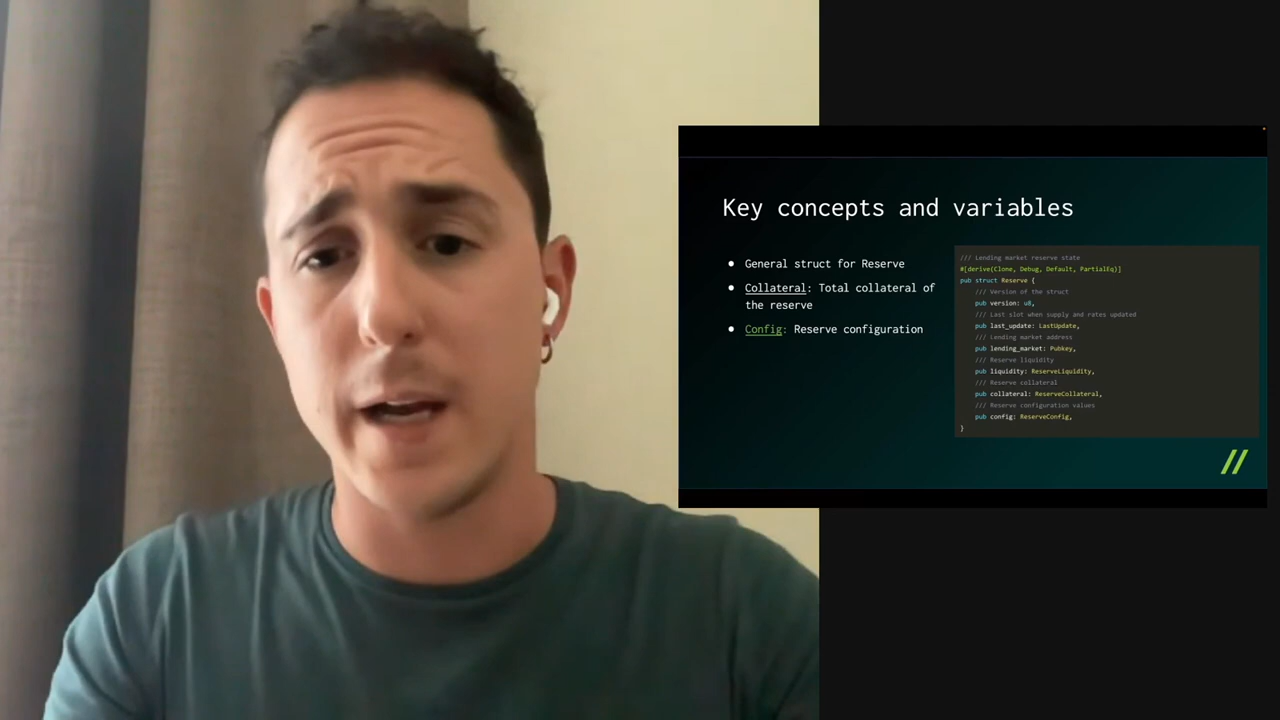 Key concepts and variables
● General struct for Reserve
● Collateral: Total collateral of
the reserve
● Config: Reserve configuration
/// Lending market reserve state
#[derive(Clone, Debug, Default, PartialEq)]
pub struct Reserve {
/// Version of the struct
pub version: u8,
/// Last slot when supply and rates updated
pub last_update: LastUpdate,
/// Lending market address
pub lending_market: Pubkey,
/// Reserve liquidity
pub liquidity: ReserveLiquidity,
/// Reserve collateral
pub collateral: ReserveCollateral,
/// Reserve configuration values
pub config: ReserveConfig,
}